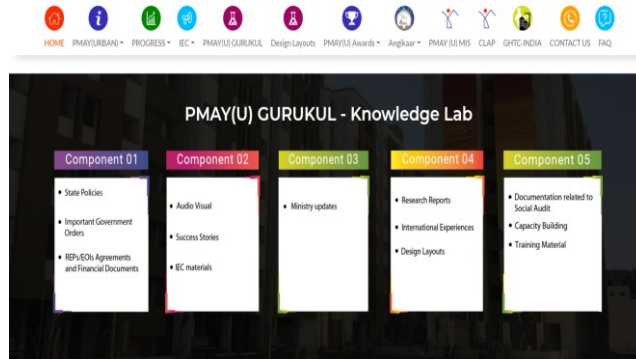 HOME PMAY(URBAN) PROGRESS IEC PMAY(U) GURUKUL Design Layouts PMAY(U) Awards Angikaar PMAY (U) MIS CLAP GHTC-INDIA CONTACT US FAQ
PMAY(U) GURUKUL - Knowledge Lab
Component 01
• State Policies
• Important Government
Orders
• REPs/EOIs Agreements
and Financial Documents
Component 02
• Audio Visual
• Success Stories
• IEC materials
Component 03
• Ministry updates
Component 04
• Research Reports
• International Experiences
• Design Layouts
Component 05
• Documentation related to
Social Audit
• Capacity Building
• Training Material